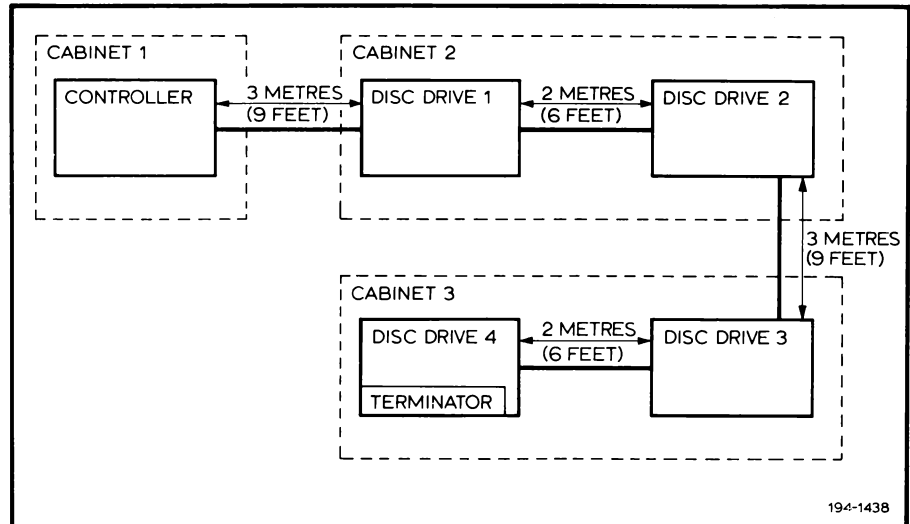 CABINET 1
CONTROLLER
3 METRES
(9 FEET)
CABINET 2
DISC DRIVE 1
2 METRES
(6 FEET)
DISC DRIVE 2
3 METRES
(9 FEET)
CABINET 3
DISC DRIVE 4
TERMINATOR
2 METRES
(6 FEET)
DISC DRIVE 3
194-1438